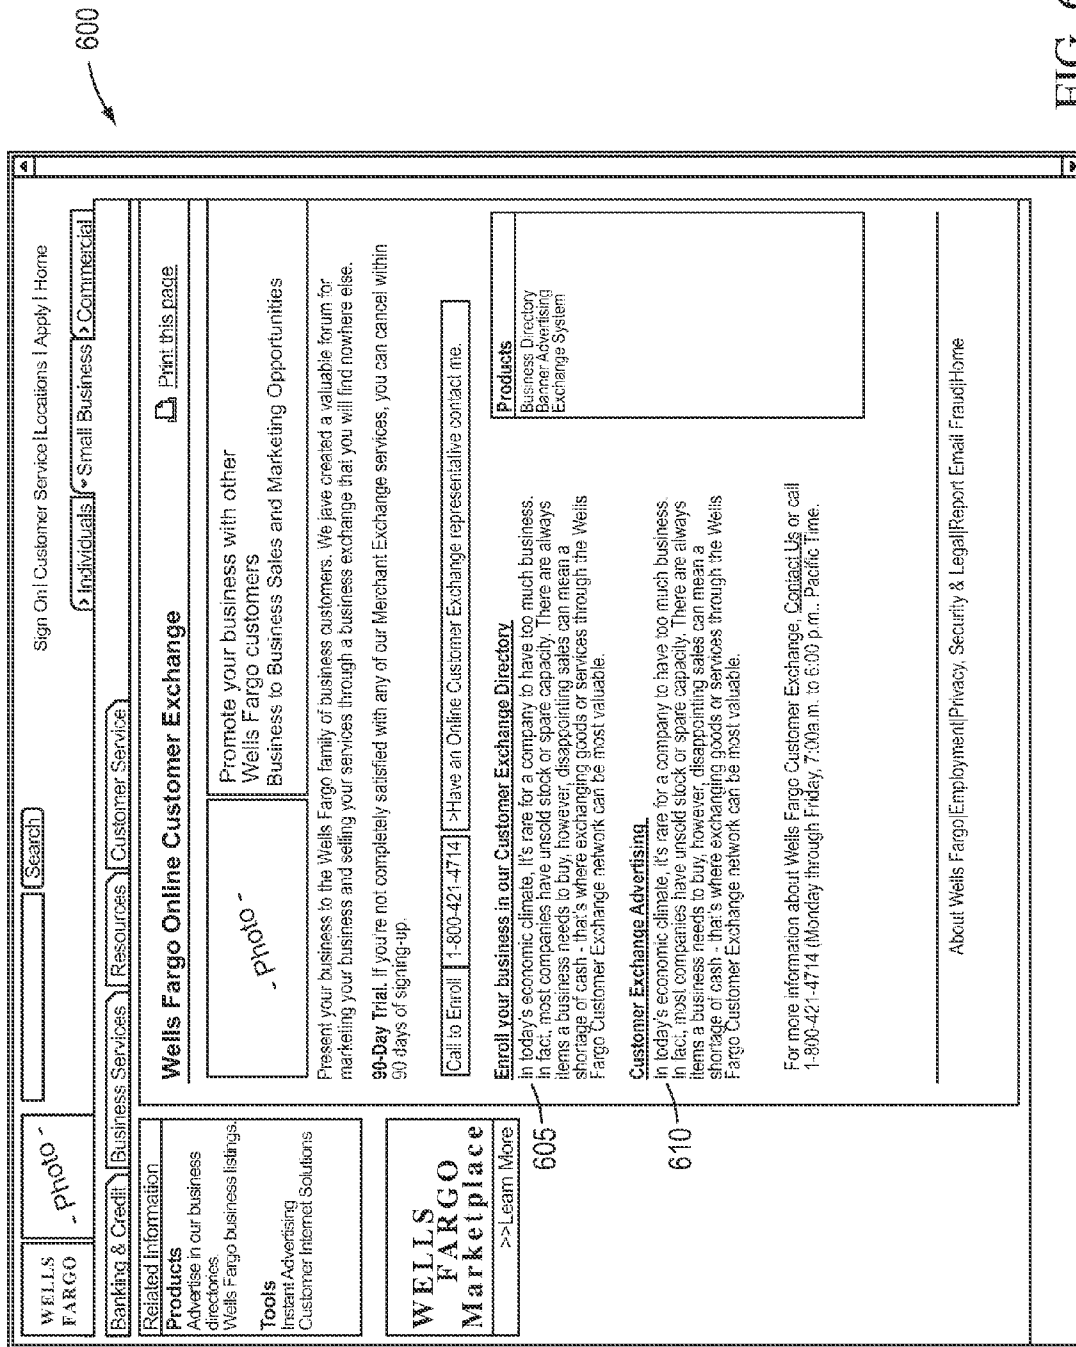 600
WELLS
FARGO
- Photo -
Search
Sign On | Customer Service | Locations | Apply | Home
> Individuals Small Business > Commercial
Banking & Credit Business Services Resources Customer Service
Related Information
Products
Advertise in our business
directories.
Wells Fargo business listings.
Tools
Instant Advertising
Customer Internet Solutions
WELLS
FARGO
Marketplace
>>Learn More
Wells Fargo Online Customer Exchange
Print this page
- Photo -
Promote your business with other
Wells Fargo customers
Business to Business Sales and Marketing Opportunities
Present your business to the Wells Fargo family of business customers. We jave created a valuable forum for
marketing your business and selling your services through a business exchange that you will find nowhere else.
90-Day Trial. If you're not completely satisfied with any of our Merchant Exchange services, you can cancel within
90 days of signing-up.
Call to Enroll 1-800-421-4714 >Have an Online Customer Exchange representative contact me.
605
Enroll your business in our Customer Exchange Directory
In today's economic climate, it's rare for a company to have too much business.
In fact, most companies have unsold stock or spare capacity. There are always
items a business needs to buy, however, disappointing sales can mean a
shortage of cash - that's where exchanging goods or services through the Wells
Fargo Customer Exchange network can be most valuable.
Products
Business Directory
Banner Advertising
Exchange System
610
Customer Exchange Advertising
In today's economic climate, it's rare for a company to have too much business.
In fact, most companies have unsold stock or spare capacity. There are always
items a business needs to buy, however, disappointing sales can mean a
shortage of cash - that's where exchanging goods or services through the Wells
Fargo Customer Exchange network can be most valuable.
For more information about Wells Fargo Customer Exchange, Contact Us or call
1-800-421-4714 (Monday through Friday, 7:00a.m. to 6:00 p.m.. Pacific Time.
About Wells Fargo|Employment|Privacy, Security & Legal|Report Email Fraud|Home
FIG.